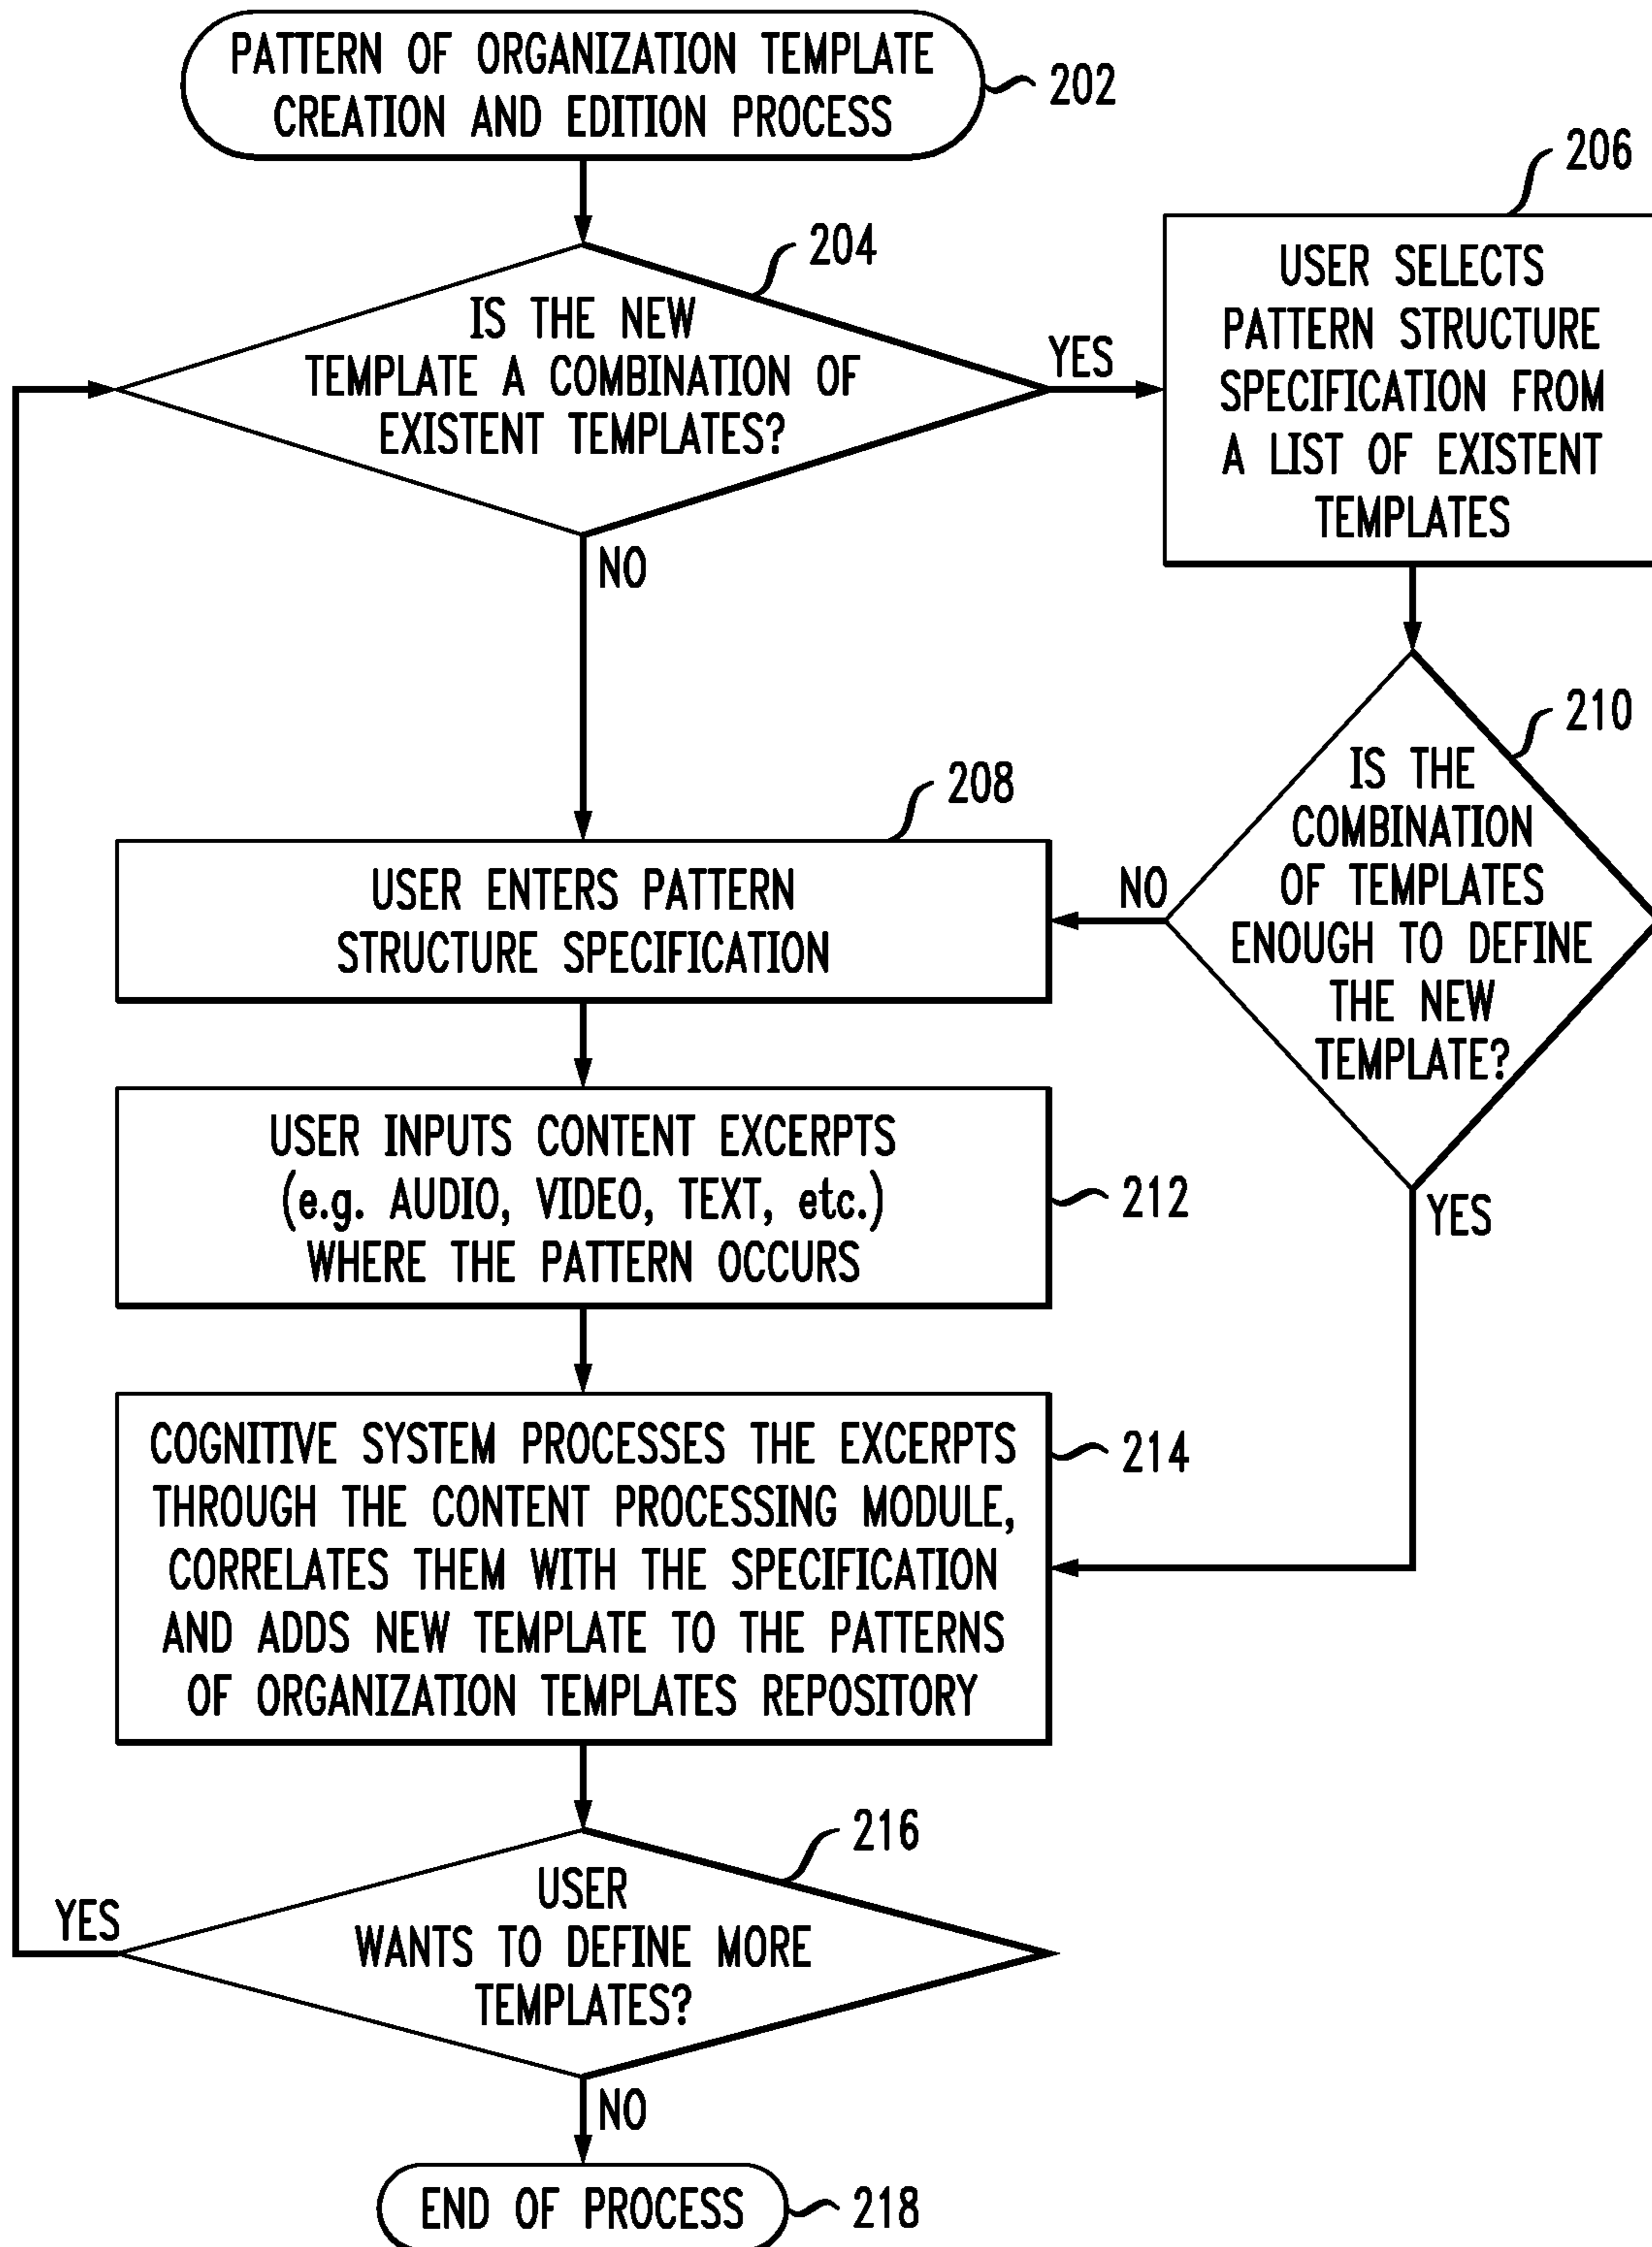 PATTERN OF ORGANIZATION TEMPLATE
CREATION AND EDITION PROCESS
202
204
IS THE NEW
TEMPLATE A COMBINATION OF
EXISTENT TEMPLATES?
YES
NO
206
USER SELECTS
PATTERN STRUCTURE
SPECIFICATION FROM
A LIST OF EXISTENT
TEMPLATES
210
IS THE
COMBINATION
OF TEMPLATES
ENOUGH TO DEFINE
THE NEW
TEMPLATE?
NO
YES
208
USER ENTERS PATTERN
STRUCTURE SPECIFICATION
USER INPUTS CONTENT EXCERPTS
(e.g. AUDIO, VIDEO, TEXT, etc.)
WHERE THE PATTERN OCCURS
212
COGNITIVE SYSTEM PROCESSES THE EXCERPTS
THROUGH THE CONTENT PROCESSING MODULE,
CORRELATES THEM WITH THE SPECIFICATION
AND ADDS NEW TEMPLATE TO THE PATTERNS
OF ORGANIZATION TEMPLATES REPOSITORY
214
216
USER
WANTS TO DEFINE MORE
TEMPLATES?
YES
NO
END OF PROCESS
218